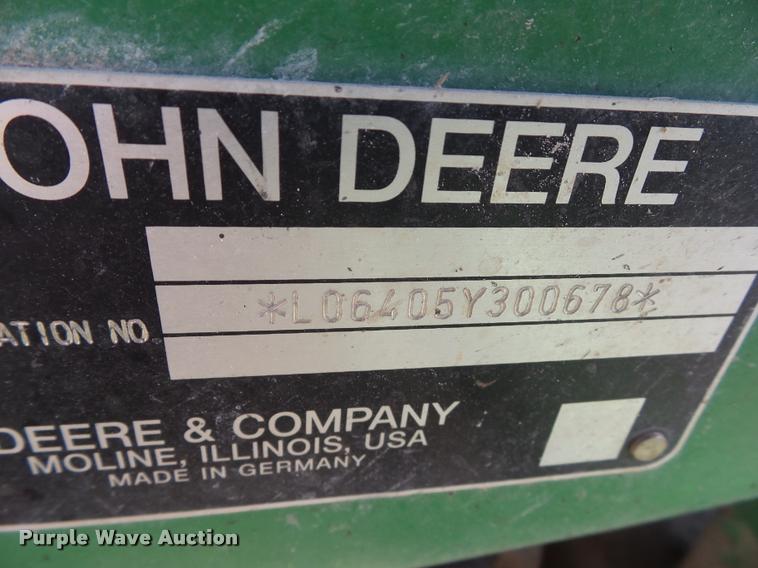 OHN DEERE
*L06405Y300678*
ATION NO
DEERE & COMPANY
MOLINE, ILLINOIS, USA
MADE IN GERMANY
Purple Wave Auction